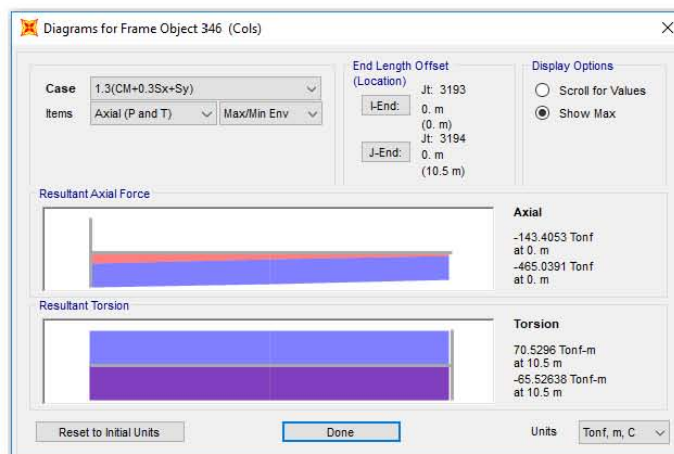 Diagrams for Frame Object 346 (Cols)
Case 1.3(CM+0.3Sx+Sy)
Items Axial (P and T) Max/Min Env
End Length Offset
(Location)
I-End: Jt: 3193
0. m
(0. m)
J-End: Jt: 3194
0. m
(10.5 m)
Display Options
Scroll for Values
Show Max
Resultant Axial Force
Axial
-143.4053 Tonf
at 0. m
-465.0391 Tonf
at 0. m
Resultant Torsion
Torsion
70.5296 Tonf-m
at 10.5 m
-65.52638 Tonf-m
at 10.5 m
Reset to Initial Units
Done
Units Tonf, m, C